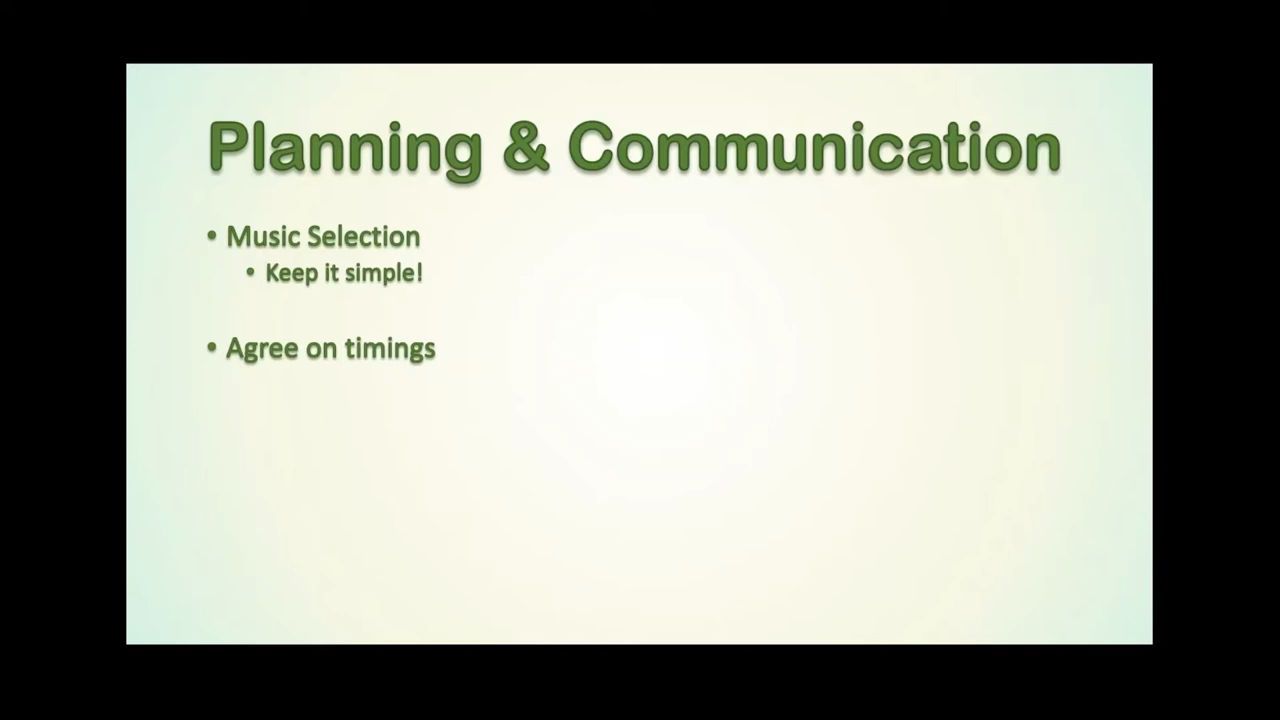 Planning & Communication
• Music Selection
• Keep it simple!
• Agree on timings